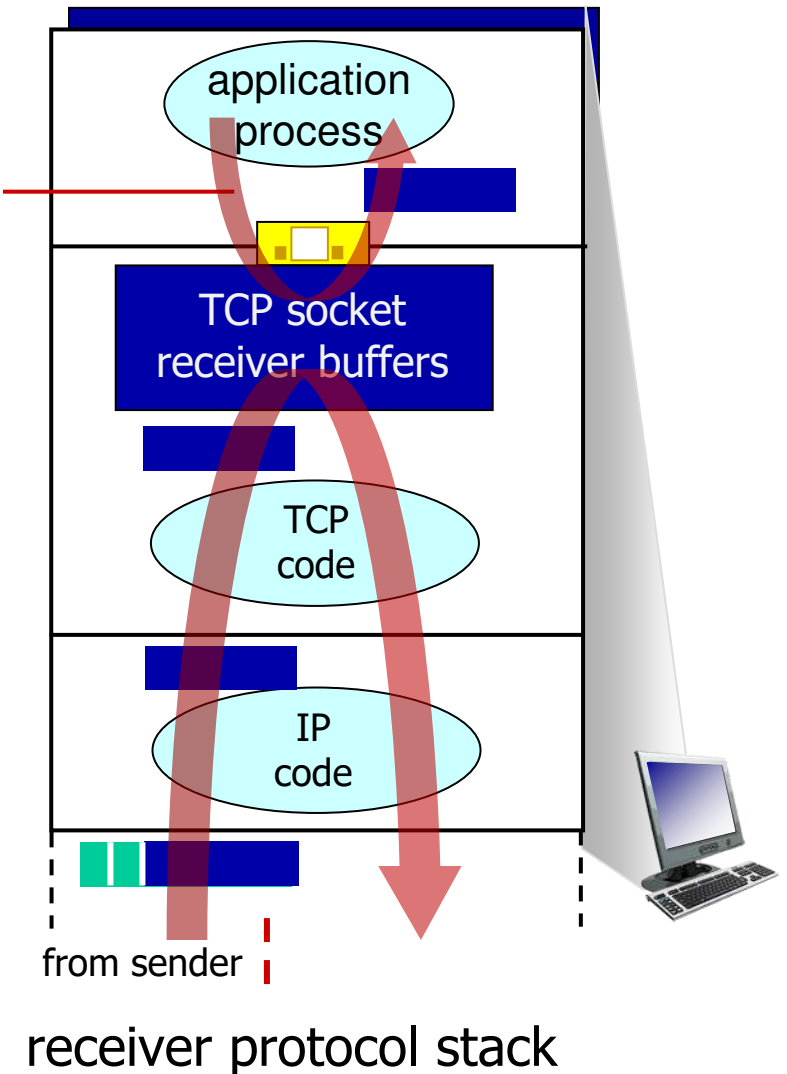 application
process
TCP socket
receiver buffers
TCP
code
IP
code
from sender
receiver protocol stack